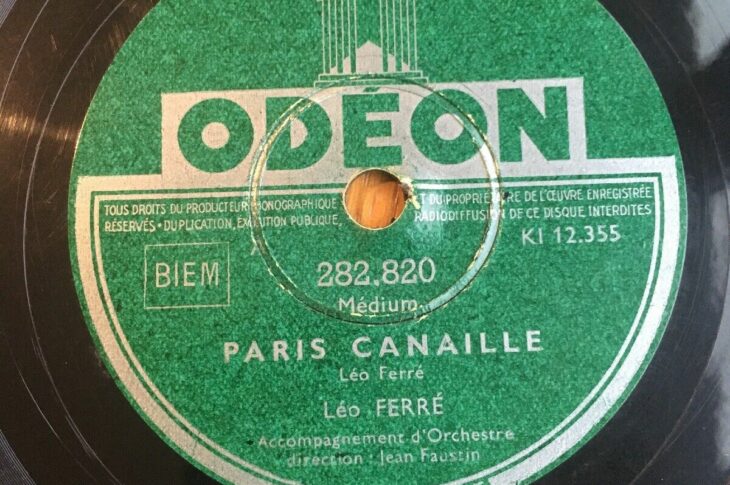 ODÉON
TOUS DROITS DU PRODUCTEUR PHONOGRAPHIQUE ET DU PROPRIÉTAIRE DE L'ŒUVRE ENREGISTRÉE
RÉSERVÉS • DUPLICATION, EXÉCUTION PUBLIQUE, RADIODIFFUSION DE CE DISQUE INTERDITES
KI 12.355
BIEM
282.820
Médium
PARIS CANAILLE
Léo Ferré
Léo FERRÉ
Accompagnement d'Orchestre
direction : Jean Faustin